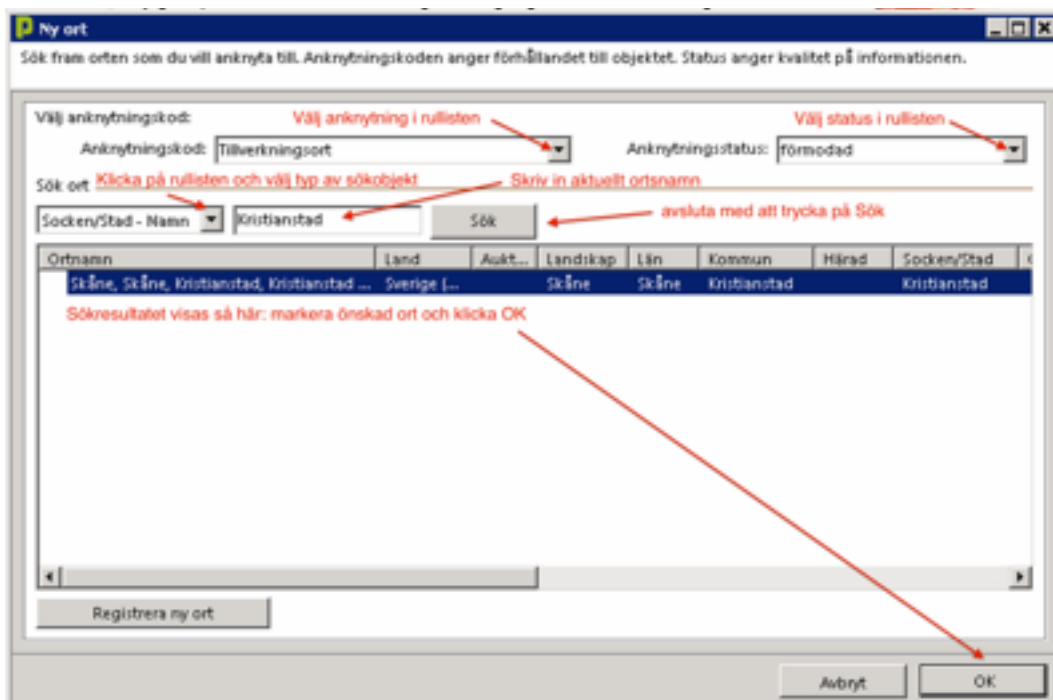 Ny ort
Sök fram orten som du vill anknyta till. Anknytningskoden anger förhållandet till objektet. Status anger kvalitet på informationen.
Välj anknytningskod: Välj anknytning i rullisten Välj status i rullisten
Anknytningskod: Tillverkningsort Anknytningsstatus: förmodad
Sök ort Klicka på rullisten och välj typ av sökobjekt Skriv in aktuellt ortsnamn
Socken/Stad - Namn Kristianstad Sök avsluta med att trycka på Sök
Ortnamn Land Aukt... Landskap Län Kommun Härad Socken/Stad
Skåne, Skåne, Kristianstad, Kristianstad ... Sverige (... Skåne Skåne Kristianstad Kristianstad
Sökresultatet visas så här: markera önskad ort och klicka OK
Registrera ny ort
Avbryt OK